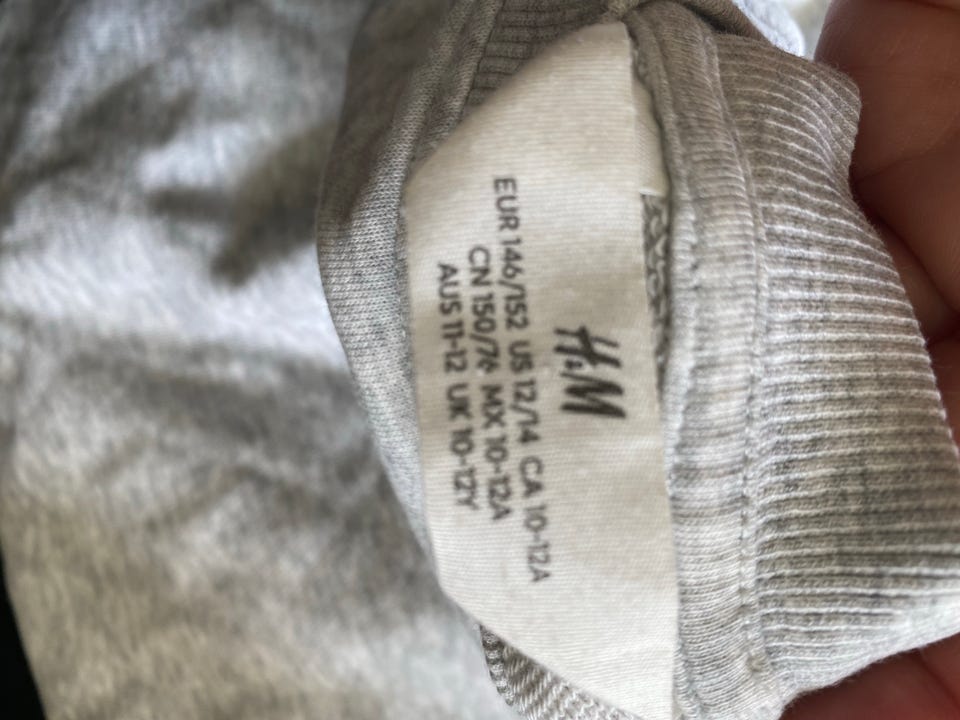 H&M
EUR 146/152 US 12/14 CA 10-12A
CN 150/76 MX 10-12A
AUS 11-12 UK 10-12Y